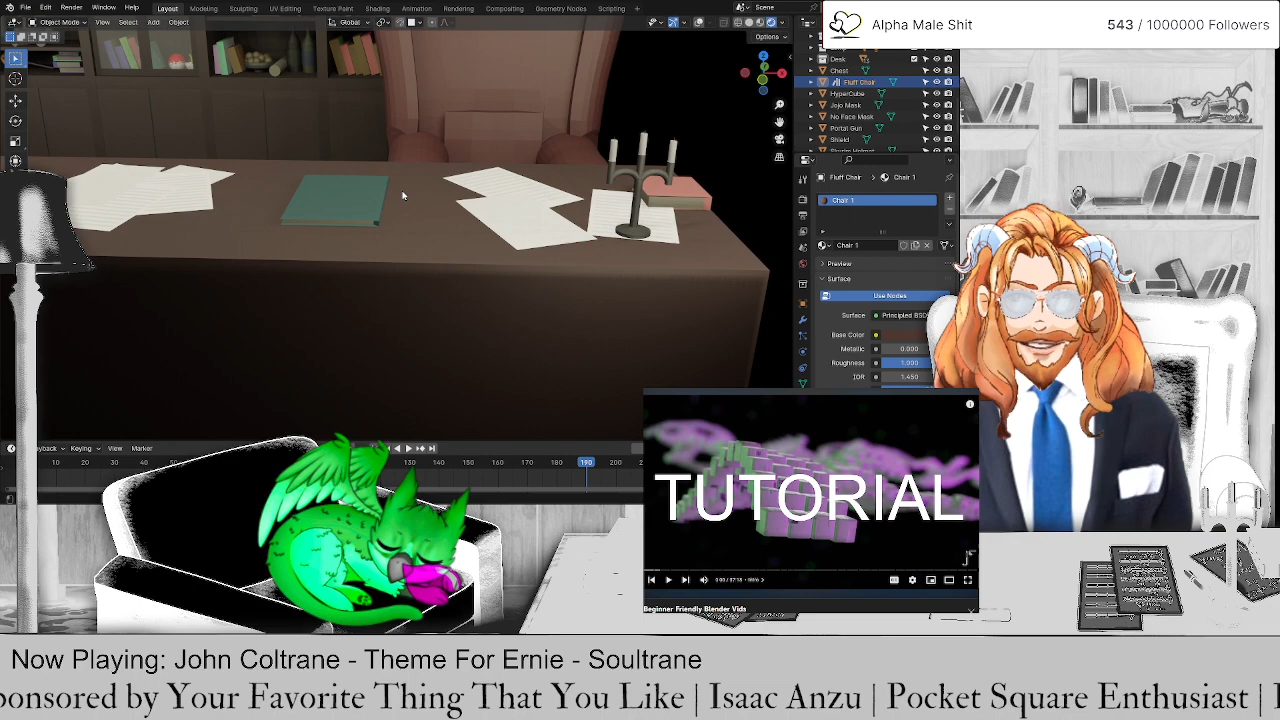 File Edit Render Window Help Layout Modeling Sculpting UV Editing Texture Paint Shading Animation Rendering Compositing Geometry Nodes Scripting + Scene
Object Mode View Select Add Object Global
Options
Alpha Male Shit 543 / 1000000 Followers
Desk
Chest
Fluff Chair
HyperCube
Jojo Mask
No Face Mask
Portal Gun
Shield
Skyrim Helmet
Fluff Chair > Chair 1
Chair 1
Chair 1
Preview
Surface
Use Nodes
Surface Principled BSD
Base Color
Metallic 0.000
Roughness 1.000
IOR 1.450
Keying View Marker
10 20 30 40 50 130 140 150 160 170 180 190 200
TUTORIAL
Beginner Friendly Blender Vids
Now Playing: John Coltrane - Theme For Ernie - Soultrane
ponsored by Your Favorite Thing That You Like | Isaac Anzu | Pocket Square Enthusiast |